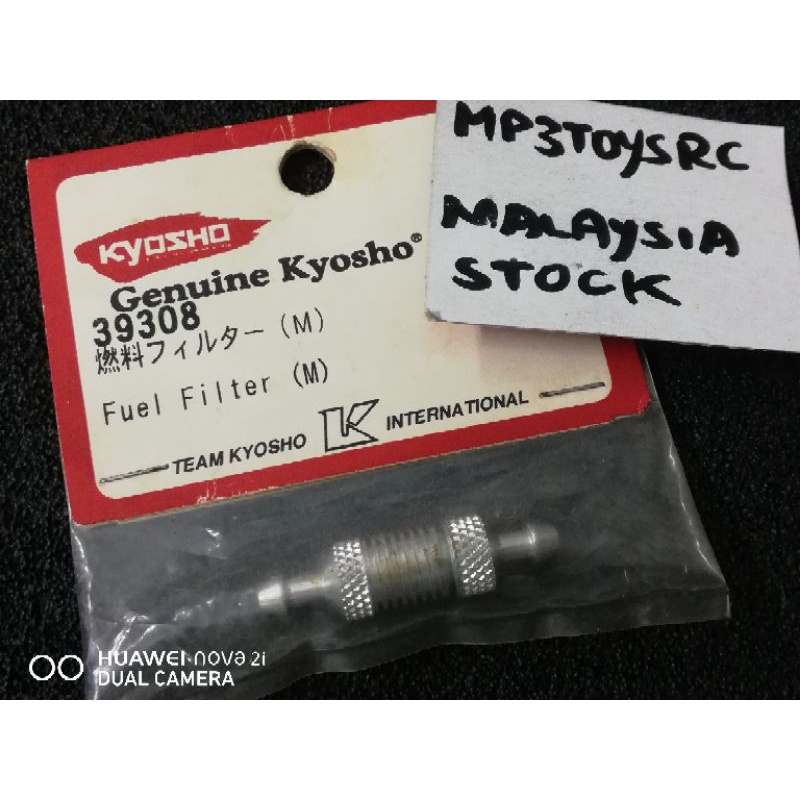 KYOSHO
Genuine Kyosho®
39308
燃料フィルター(M)
Fuel Filter (M)
TEAM KYOSHO K INTERNATIONAL
MP3TOYSRC
MALAYSIA
STOCK
HUAWEI nova 2i
DUAL CAMERA